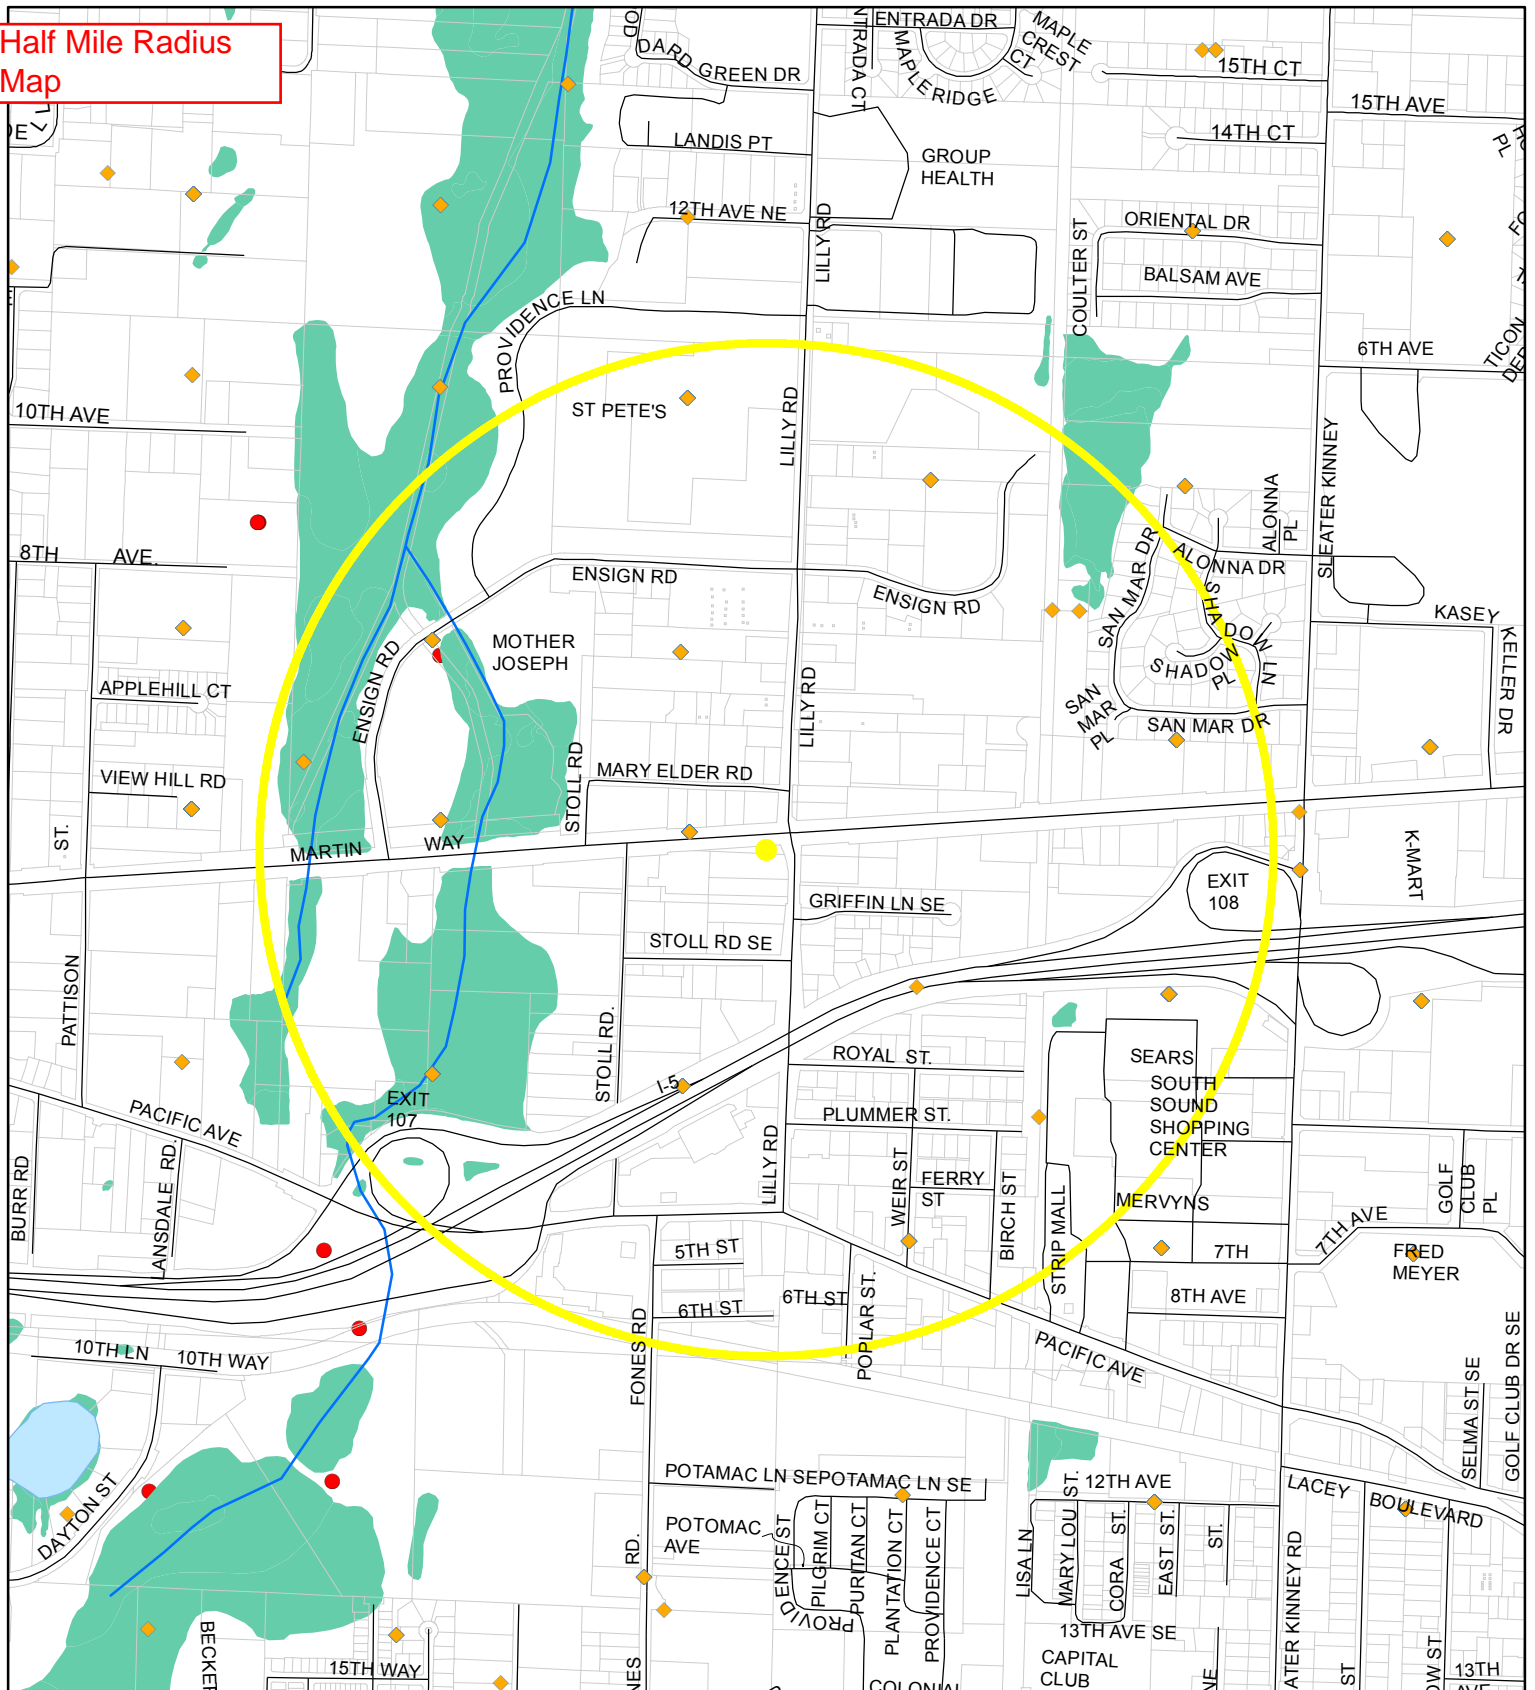 Half Mile Radius
Map
ENTRADA DR
MAPLE
CREST
CT
MAPLERIDGE
DARD GREEN DR
15TH CT
15TH AVE
14TH CT
LANDIS PT
GROUP
HEALTH
12TH AVE NE
LILLY RD
ORIENTAL DR
BALSAM AVE
COULTER ST
PROVIDENCE LN
6TH AVE
TICON
10TH AVE
ST PETE'S
LILLY RD
SLEATER KINNEY
ALONNA
PL
8TH AVE.
ENSIGN RD
ENSIGN RD
SAN MAR DR
ALONNA DR
SHADOW LN
SHADOW
PL
KASEY
KELLER DR
MOTHER
JOSEPH
ENSIGN RD
APPLEHILL CT
LILLY RD
SAN
MAR
PL
SAN MAR DR
VIEW HILL RD
STOLL RD
MARY ELDER RD
ST.
MARTIN WAY
K-MART
EXIT
108
GRIFFIN LN SE
STOLL RD SE
PATTISON
STOLL RD.
ROYAL ST.
SEARS
SOUTH
SOUND
SHOPPING
CENTER
I-5
EXIT
107
PLUMMER ST.
PACIFIC AVE
LANSDALE RD.
BURR RD
LILLY RD
WEIR ST
FERRY
ST
BIRCH ST
STRIP MALL
MERVYNS
GOLF
CLUB
PL
7TH AVE
7TH
FRED
MEYER
5TH ST
6TH ST
6TH ST
POPLAR ST.
8TH AVE
FONES RD
PACIFIC AVE
10TH LN
10TH WAY
SELMA ST SE
GOLF CLUB DR SE
DAYTON ST
POTAMAC LN SE
POTAMAC LN SE
12TH AVE
LACEY BOULEVARD
POTOMAC
AVE
RD.
PROVIDENCE ST
PILGRIM CT
PURITAN CT
PLANTATION CT
PROVIDENCE CT
LISA LN
MARY LOU ST.
CORA ST.
EAST ST.
ST.
13TH AVE SE
CAPITAL
CLUB
15TH WAY
13TH
ST